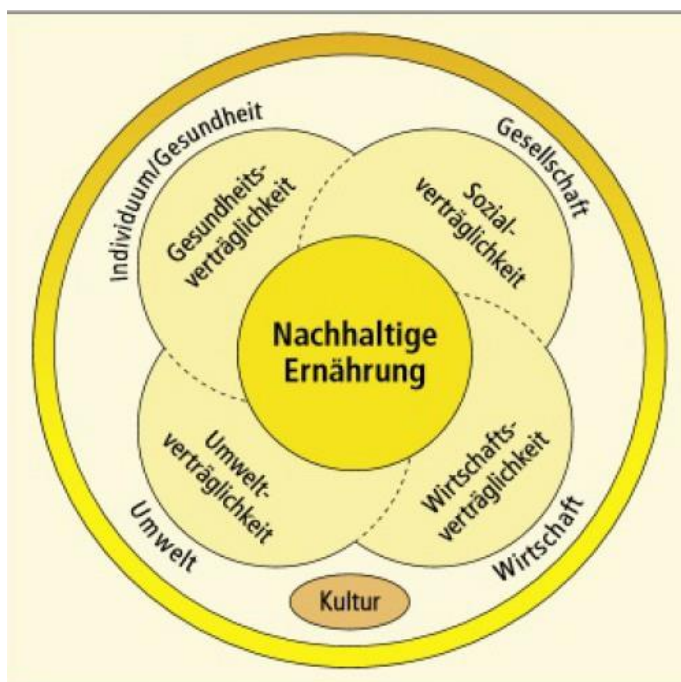 Individuum/Gesundheit
Gesellschaft
Gesundheits-
verträglichkeit
Sozial-
verträglichkeit
Nachhaltige
Ernährung
Umwelt-
verträglichkeit
Wirtschafts-
verträglichkeit
Umwelt
Wirtschaft
Kultur